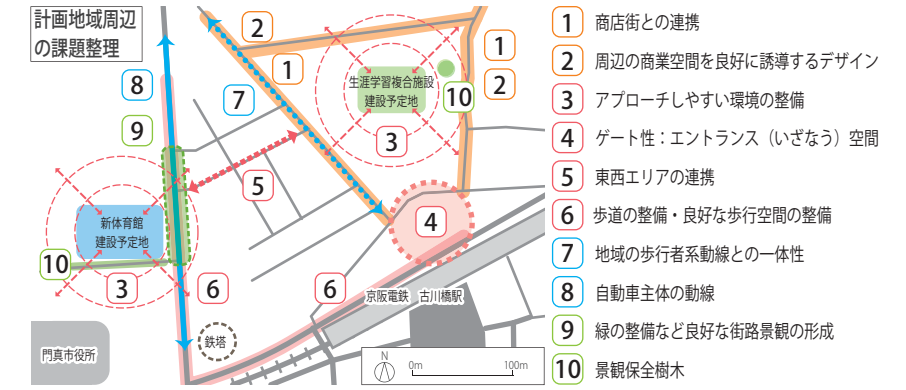 計画地域周辺
の課題整理
2
1
1
2
8
7
9
生涯学習複合施設
建設予定地
10
3
5
4
新体育館
建設予定地
10
3
6
6
京阪電鉄 古川橋駅
鉄塔
門真市役所
N
0m 100m
1 商店街との連携
2 周辺の商業空間を良好に誘導するデザイン
3 アプローチしやすい環境の整備
4 ゲート性：エントランス（いざなう）空間
5 東西エリアの連携
6 歩道の整備・良好な歩行空間の整備
7 地域の歩行者系動線との一体性
8 自動車主体の動線
9 緑の整備など良好な街路景観の形成
10 景観保全樹木